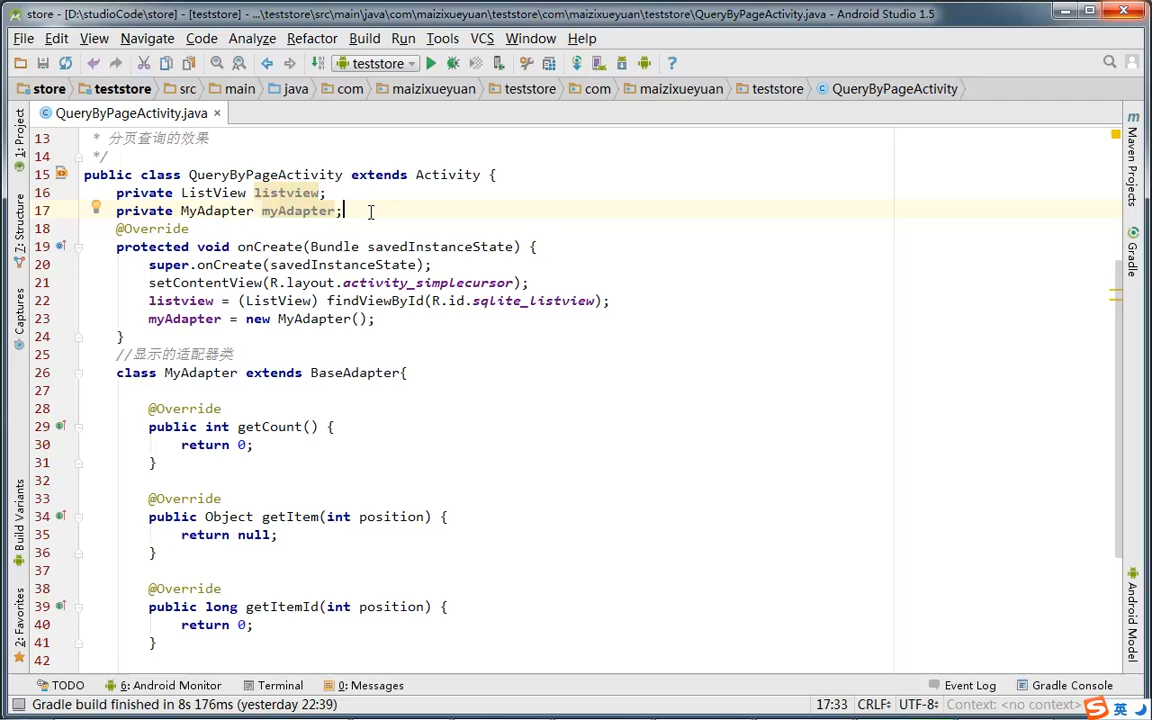 store - [D:\studioCode\store] - [teststore] - ...\teststore\src\main\java\com\maizixueyuan\teststore\com\maizixueyuan\teststore\QueryByPageActivity.java - Android Studio 1.5
File Edit View Navigate Code Analyze Refactor Build Run Tools VCS Window Help
teststore
store teststore src main java com maizixueyuan teststore com maizixueyuan teststore QueryByPageActivity
QueryByPageActivity.java
13 * 分页查询的效果
14 */
15 public class QueryByPageActivity extends Activity {
16 private ListView listview;
17 private MyAdapter myAdapter;
18 @Override
19 protected void onCreate(Bundle savedInstanceState) {
20 super.onCreate(savedInstanceState);
21 setContentView(R.layout.activity_simplecursor);
22 listview = (ListView) findViewById(R.id.sqlite_listview);
23 myAdapter = new MyAdapter();
24 }
25 //显示的适配器类
26 class MyAdapter extends BaseAdapter{
27
28 @Override
29 public int getCount() {
30 return 0;
31 }
32
33 @Override
34 public Object getItem(int position) {
35 return null;
36 }
37
38 @Override
39 public long getItemId(int position) {
40 return 0;
41 }
42
1: Project
7: Structure
Captures
Build Variants
2: Favorites
Maven Projects
Gradle
Android Model
TODO 6: Android Monitor Terminal 0: Messages Event Log Gradle Console
Gradle build finished in 8s 176ms (yesterday 22:39) 17:33 CRLF UTF-8 Context: <no context>
英